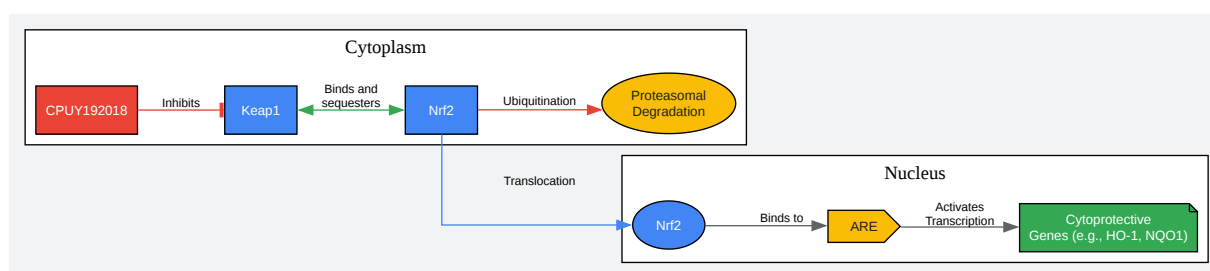 Cytoplasm
CPUY192018
Inhibits
Keap1
Binds and
sequesters
Nrf2
Ubiquitination
Proteasomal
Degradation
Translocation
Nucleus
Nrf2
Binds to
ARE
Activates
Transcription
Cytoprotective
Genes (e.g., HO-1, NQO1)